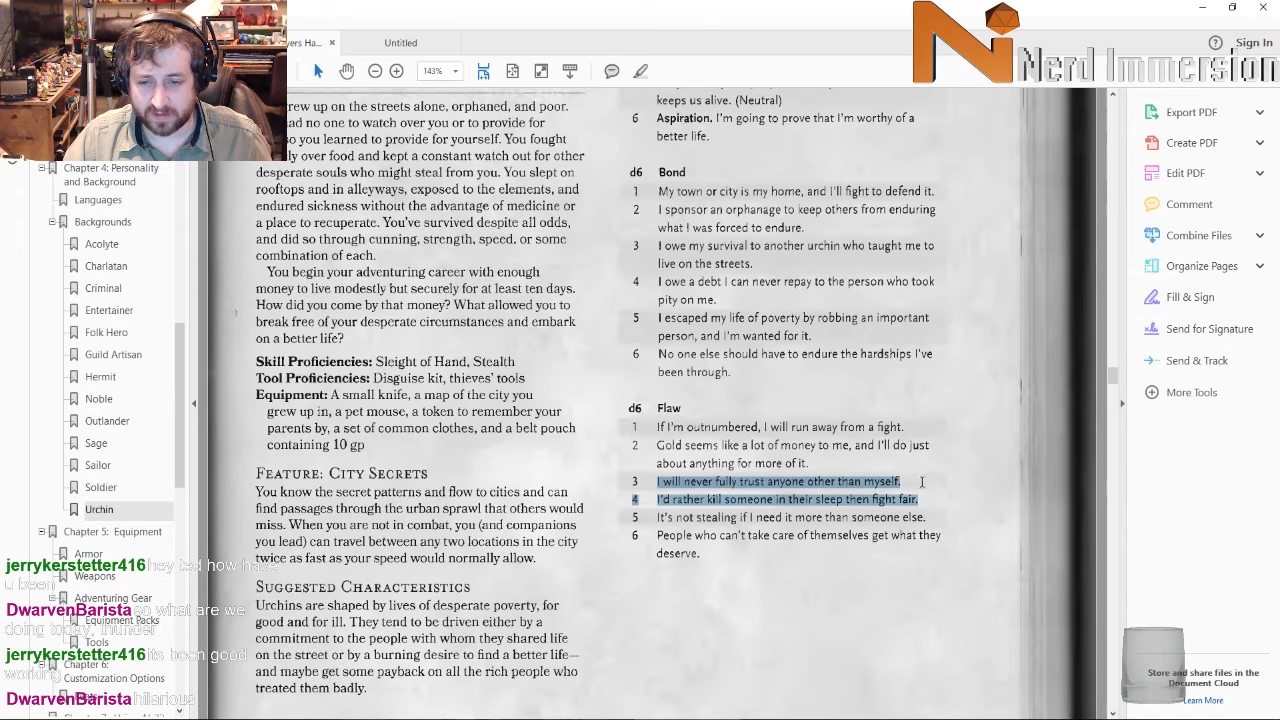 ers Ha... ×
Untitled
Sign In
Nerd Immersion
Export PDF
Create PDF
Edit PDF
Comment
Combine Files
Organize Pages
Fill & Sign
Send for Signature
Send & Track
More Tools
Store and share files in the
Document Cloud
Learn More
Chapter 4: Personality
and Background
Languages
Backgrounds
Acolyte
Charlatan
Criminal
Entertainer
Folk Hero
Guild Artisan
Hermit
Noble
Outlander
Sage
Sailor
Soldier
Urchin
Chapter 5: Equipment
Armor
Weapons
Adventuring Gear
Equipment Packs
Tools
Chapter 6:
Customization Options
rew up on the streets alone, orphaned, and poor.
ad no one to watch over you or to provide for
so you learned to provide for yourself. You fought
ly over food and kept a constant watch out for other
desperate souls who might steal from you. You slept on
rooftops and in alleyways, exposed to the elements, and
endured sickness without the advantage of medicine or
a place to recuperate. You've survived despite all odds,
and did so through cunning, strength, speed, or some
combination of each.
You begin your adventuring career with enough
money to live modestly but securely for at least ten days.
How did you come by that money? What allowed you to
break free of your desperate circumstances and embark
on a better life?
Skill Proficiencies: Sleight of Hand, Stealth
Tool Proficiencies: Disguise kit, thieves' tools
Equipment: A small knife, a map of the city you
grew up in, a pet mouse, a token to remember your
parents by, a set of common clothes, and a belt pouch
containing 10 gp
FEATURE: CITY SECRETS
You know the secret patterns and flow to cities and can
find passages through the urban sprawl that others would
miss. When you are not in combat, you (and companions
you lead) can travel between any two locations in the city
twice as fast as your speed would normally allow.
SUGGESTED CHARACTERISTICS
Urchins are shaped by lives of desperate poverty, for
good and for ill. They tend to be driven either by a
commitment to the people with whom they shared life
on the street or by a burning desire to find a better life—
and maybe get some payback on all the rich people who
treated them badly.
keeps us alive. (Neutral)
6 Aspiration. I'm going to prove that I'm worthy of a
better life.
d6 Bond
1 My town or city is my home, and I'll fight to defend it.
2 I sponsor an orphanage to keep others from enduring
what I was forced to endure.
3 I owe my survival to another urchin who taught me to
live on the streets.
4 I owe a debt I can never repay to the person who took
pity on me.
5 I escaped my life of poverty by robbing an important
person, and I'm wanted for it.
6 No one else should have to endure the hardships I've
been through.
d6 Flaw
1 If I'm outnumbered, I will run away from a fight.
2 Gold seems like a lot of money to me, and I'll do just
about anything for more of it.
3 I will never fully trust anyone other than myself.
4 I'd rather kill someone in their sleep then fight fair.
5 It's not stealing if I need it more than someone else.
6 People who can't take care of themselves get what they
deserve.
jerrykerstetter416 hey ted how have
u been
DwarvenBarista so what are we
doing today, thunder
jerrykerstetter416 its been good
working
DwarvenBarista hilarious